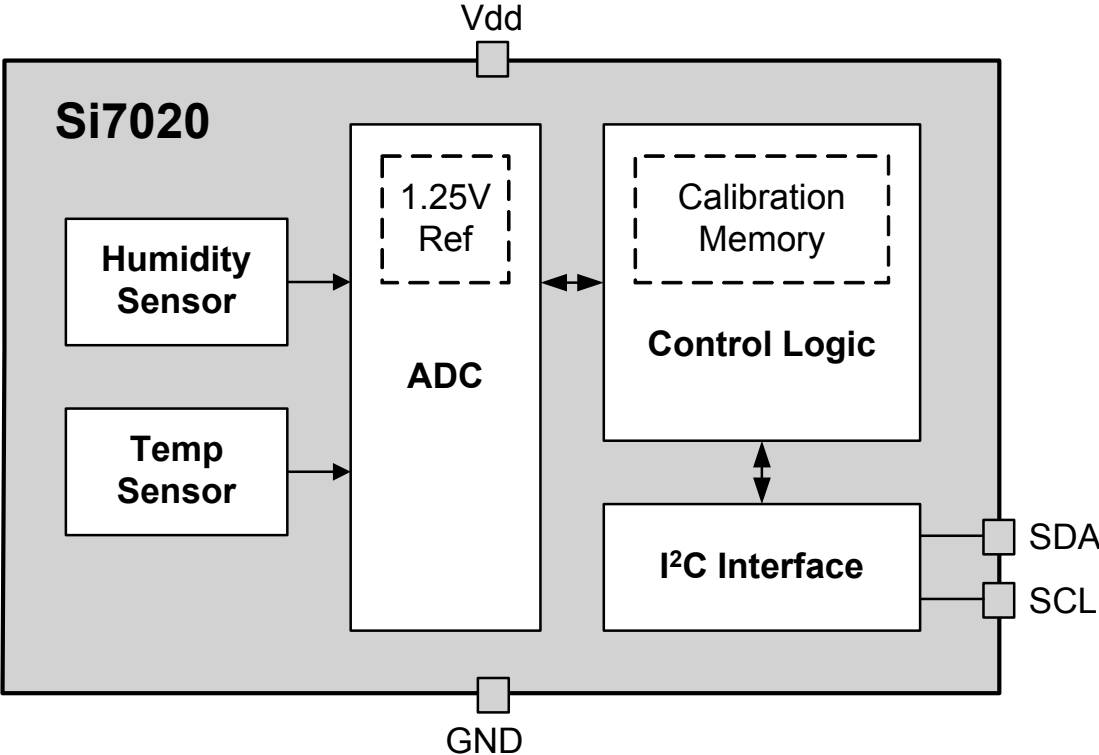 Vdd
Si7020
1.25V
Ref
Calibration
Memory
Humidity
Sensor
Control Logic
ADC
Temp
Sensor
I²C Interface
SDA
SCL
GND